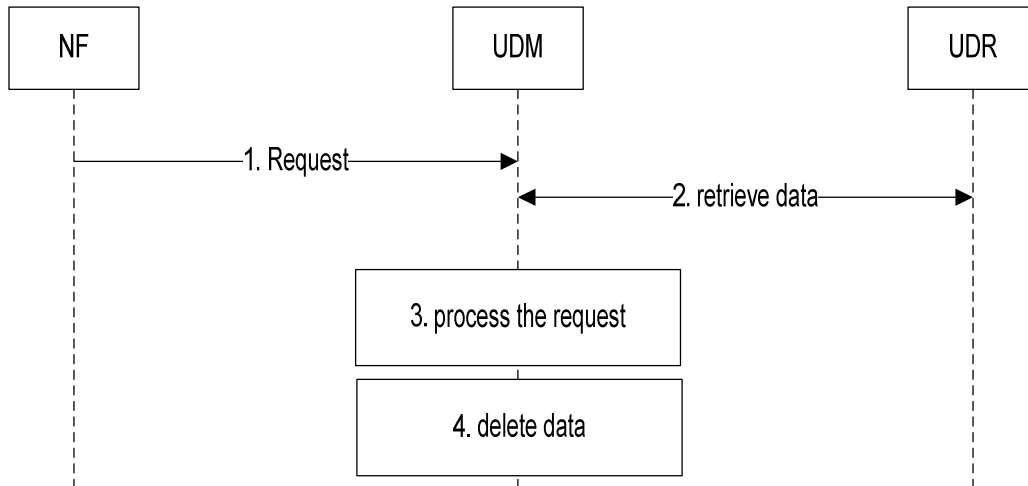 NF
UDM
UDR
1. Request
2. retrieve data
3. process the request
4. delete data